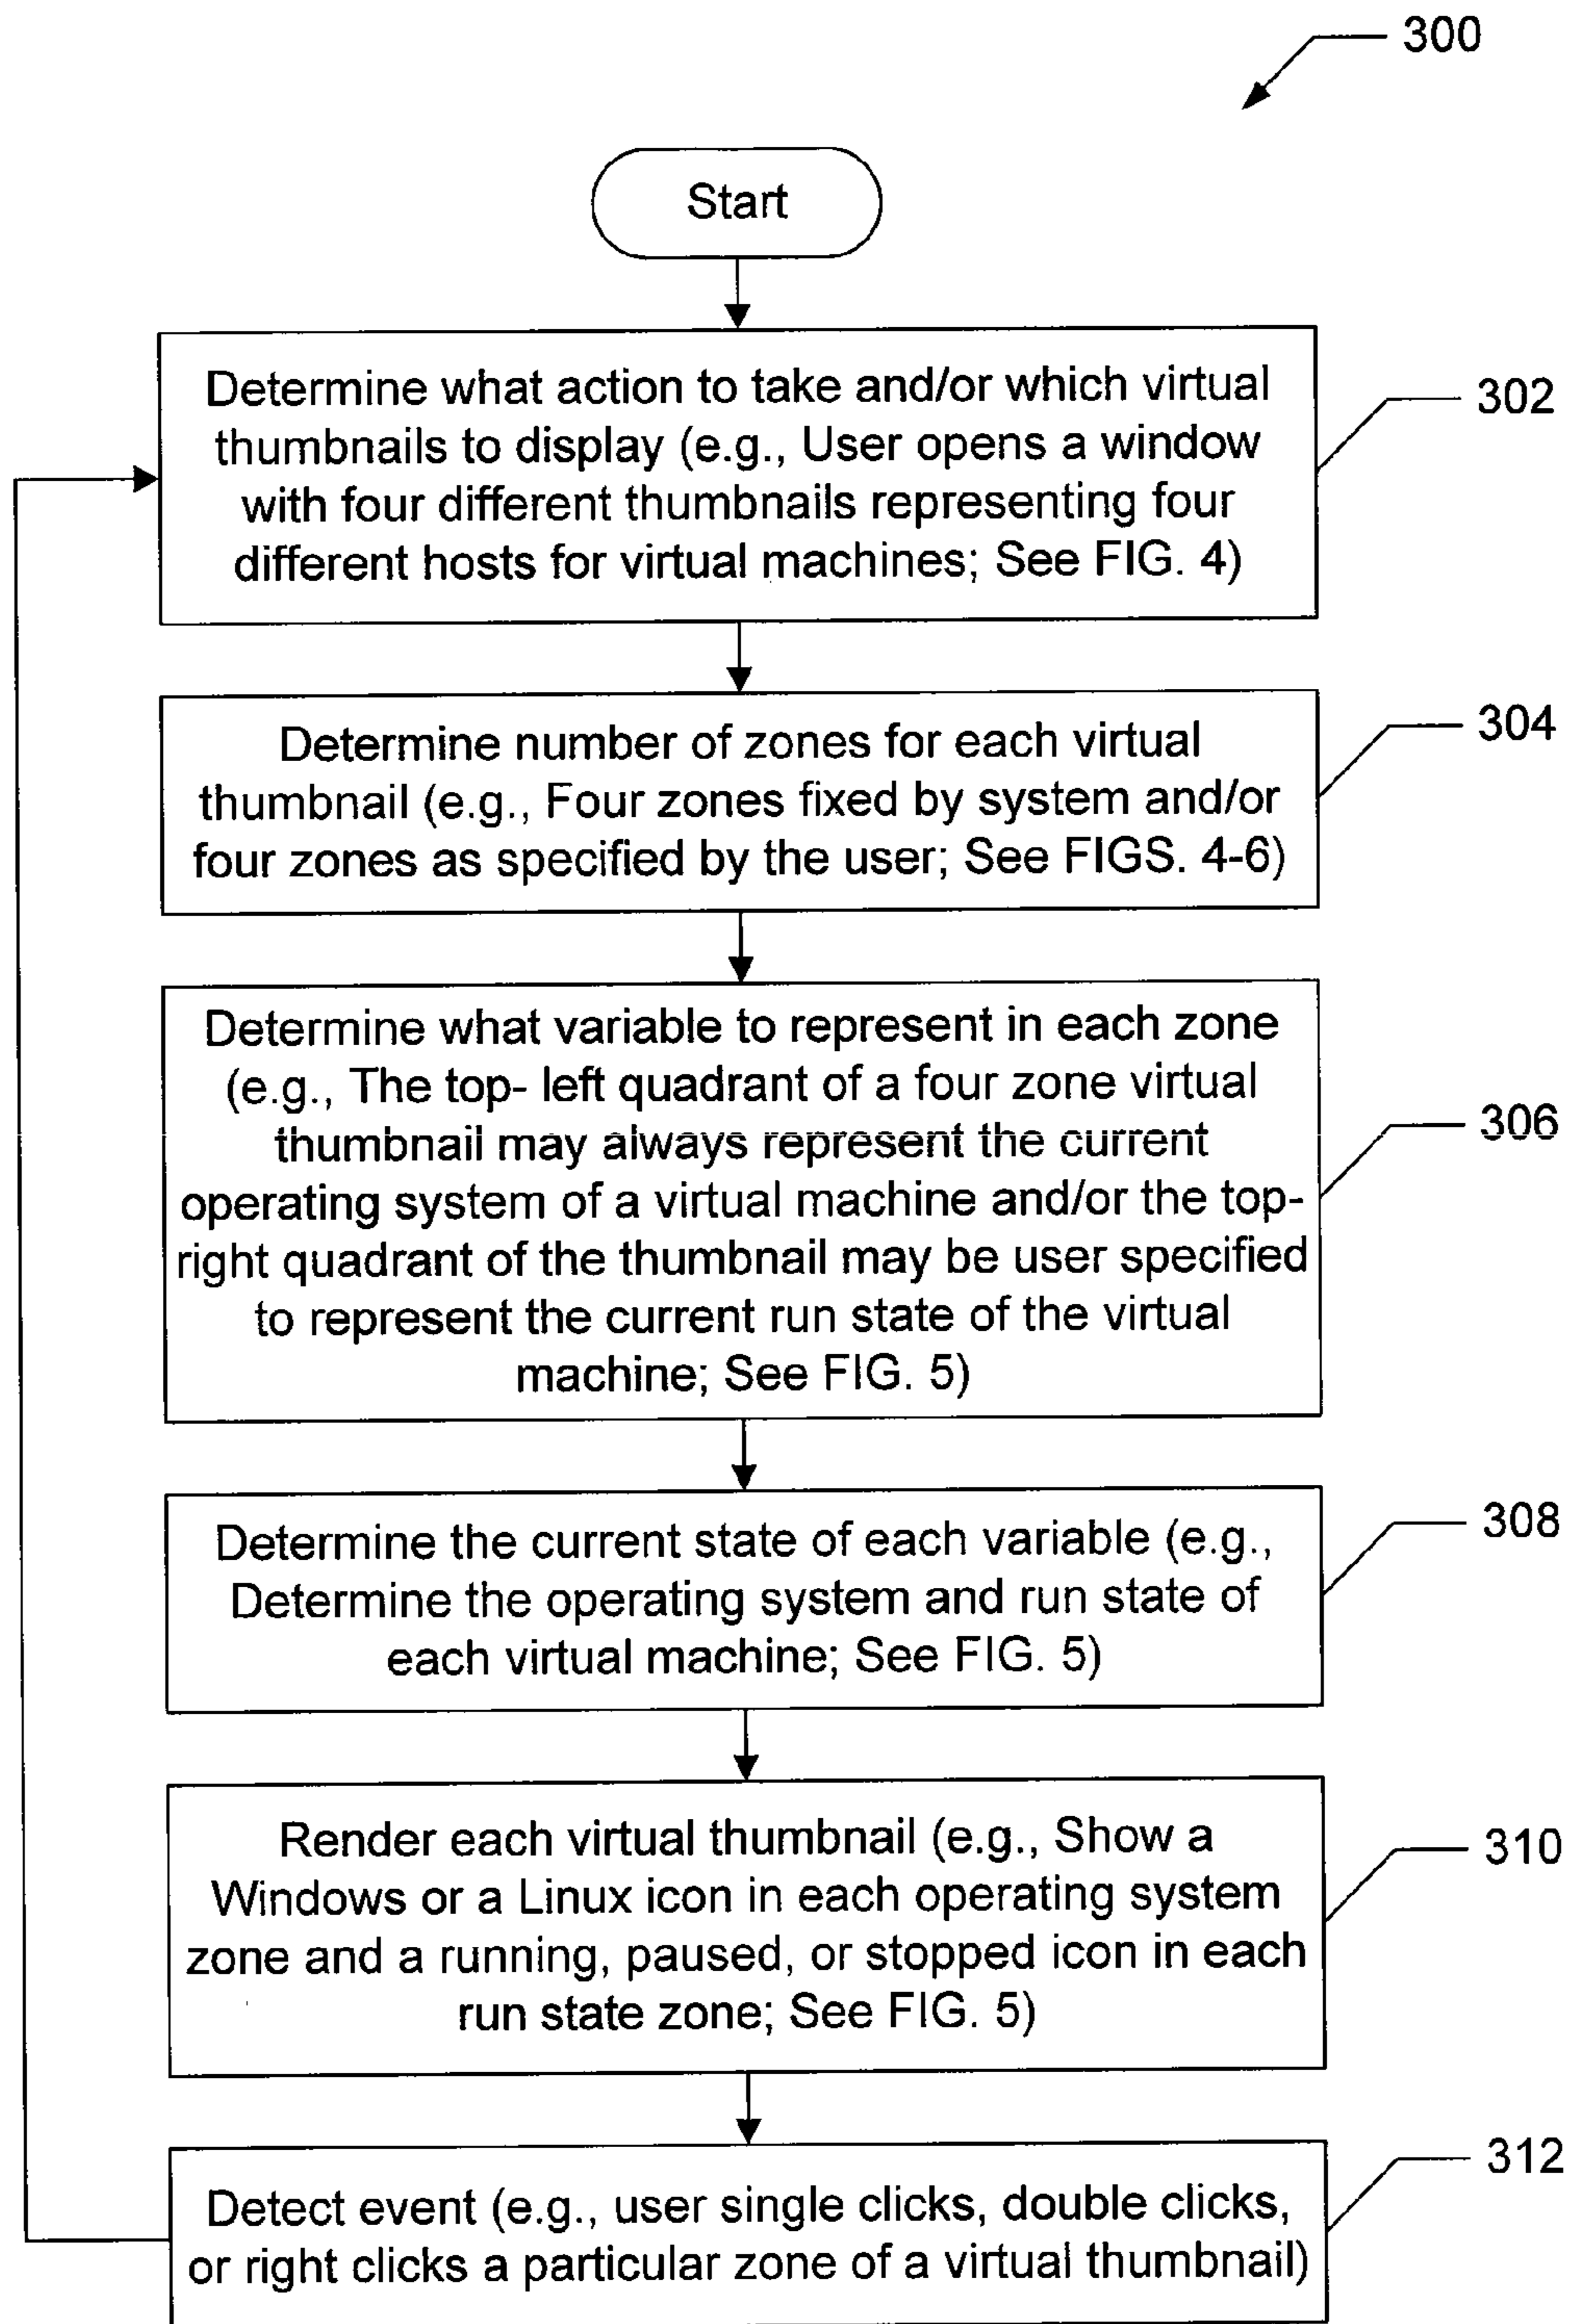 300
Start
Determine what action to take and/or which virtual
thumbnails to display (e.g., User opens a window
with four different thumbnails representing four
different hosts for virtual machines; See FIG. 4)
302
Determine number of zones for each virtual
thumbnail (e.g., Four zones fixed by system and/or
four zones as specified by the user; See FIGS. 4-6)
304
Determine what variable to represent in each zone
(e.g., The top- left quadrant of a four zone virtual
thumbnail may always represent the current
operating system of a virtual machine and/or the top-
right quadrant of the thumbnail may be user specified
to represent the current run state of the virtual
machine; See FIG. 5)
306
Determine the current state of each variable (e.g.,
Determine the operating system and run state of
each virtual machine; See FIG. 5)
308
Render each virtual thumbnail (e.g., Show a
Windows or a Linux icon in each operating system
zone and a running, paused, or stopped icon in each
run state zone; See FIG. 5)
310
Detect event (e.g., user single clicks, double clicks,
or right clicks a particular zone of a virtual thumbnail)
312